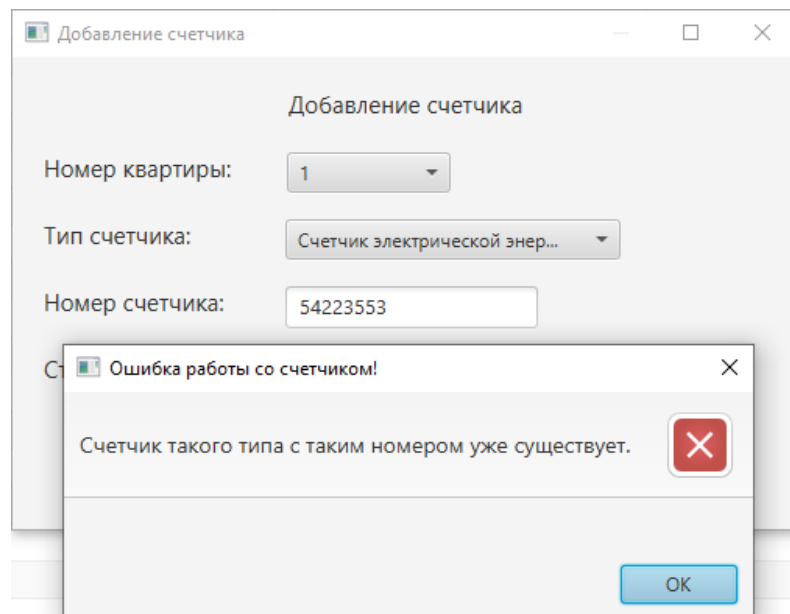 Добавление счетчика
Добавление счетчика
Номер квартиры:
1
Тип счетчика:
Счетчик электрической энер...
Номер счетчика:
54223553
Ошибка работы со счетчиком!
Счетчик такого типа с таким номером уже существует.
OK